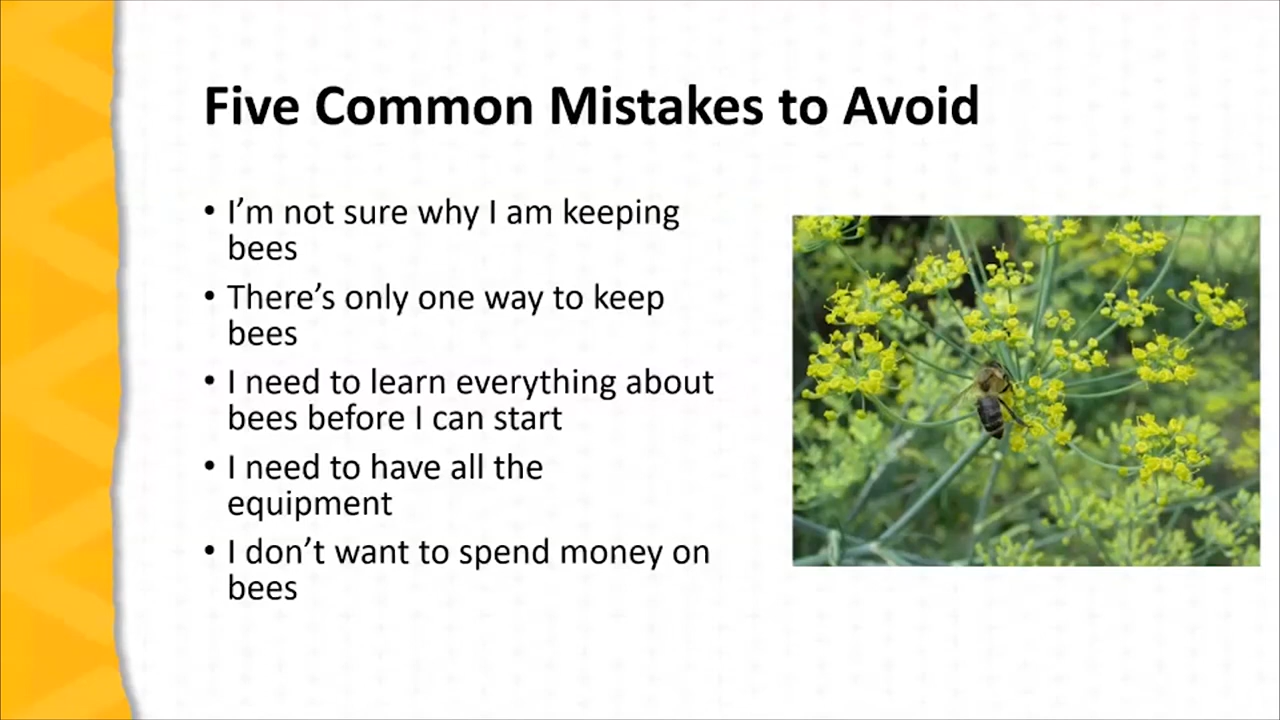 Five Common Mistakes to Avoid
• I’m not sure why I am keeping
bees
• There’s only one way to keep
bees
• I need to learn everything about
bees before I can start
• I need to have all the
equipment
• I don’t want to spend money on
bees